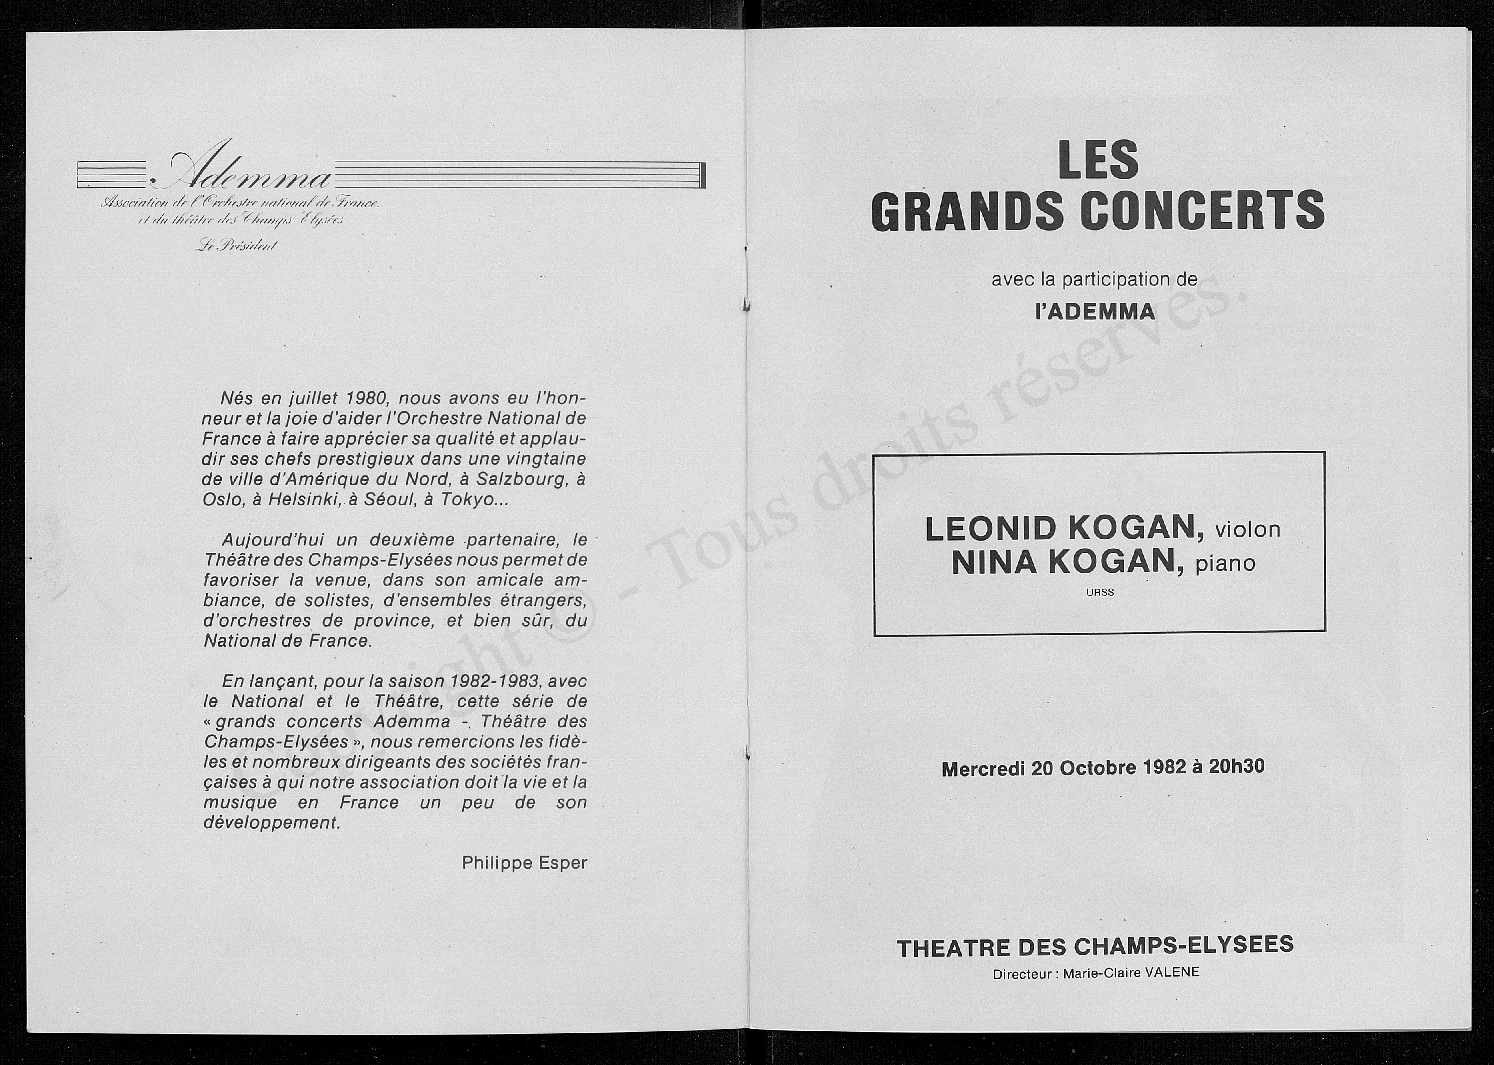 Ademma
Association de l'Orchestre national de France
et du théâtre des Champs Elysées
Le Président
Nés en juillet 1980, nous avons eu l'hon-
neur et la joie d'aider l'Orchestre National de
France à faire apprécier sa qualité et applau-
dir ses chefs prestigieux dans une vingtaine
de ville d'Amérique du Nord, à Salzbourg, à
Oslo, à Helsinki, à Séoul, à Tokyo...
Aujourd'hui un deuxième partenaire, le
Théâtre des Champs-Elysées nous permet de
favoriser la venue, dans son amicale am-
biance, de solistes, d'ensembles étrangers,
d'orchestres de province, et bien sûr, du
National de France.
En lançant, pour la saison 1982-1983, avec
le National et le Théâtre, cette série de
« grands concerts Ademma - Théâtre des
Champs-Elysées », nous remercions les fidè-
les et nombreux dirigeants des sociétés fran-
çaises à qui notre association doit la vie et la
musique en France un peu de son
développement.
Philippe Esper
LES
GRANDS CONCERTS
avec la participation de
l'ADEMMA
LEONID KOGAN, violon
NINA KOGAN, piano
URSS
Mercredi 20 Octobre 1982 à 20h30
THEATRE DES CHAMPS-ELYSEES
Directeur : Marie-Claire VALENE
Copyright © - Tous droits réservés.